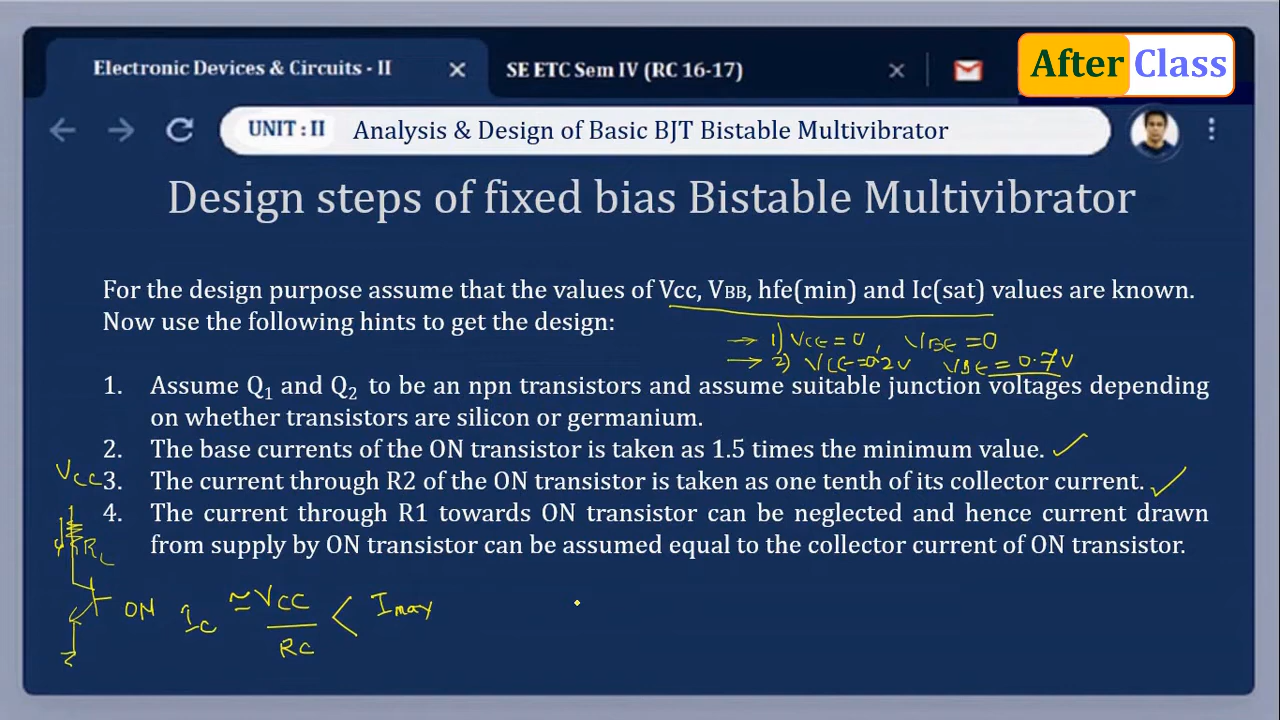 Electronic Devices & Circuits - II
SE ETC Sem IV (RC 16-17)
After Class
UNIT : II Analysis & Design of Basic BJT Bistable Multivibrator
Design steps of fixed bias Bistable Multivibrator
For the design purpose assume that the values of Vcc, VBB, hfe(min) and Ic(sat) values are known.
Now use the following hints to get the design:
→ 1) VCE = 0, VBE = 0
→ 2) VCE = 0.2V VBE = 0.7V
1. Assume Q1 and Q2 to be an npn transistors and assume suitable junction voltages depending
on whether transistors are silicon or germanium.
2. The base currents of the ON transistor is taken as 1.5 times the minimum value.
3. The current through R2 of the ON transistor is taken as one tenth of its collector current.
4. The current through R1 towards ON transistor can be neglected and hence current drawn
from supply by ON transistor can be assumed equal to the collector current of ON transistor.
VCC
RC
ON IC ≅ VCC < Imax
RC